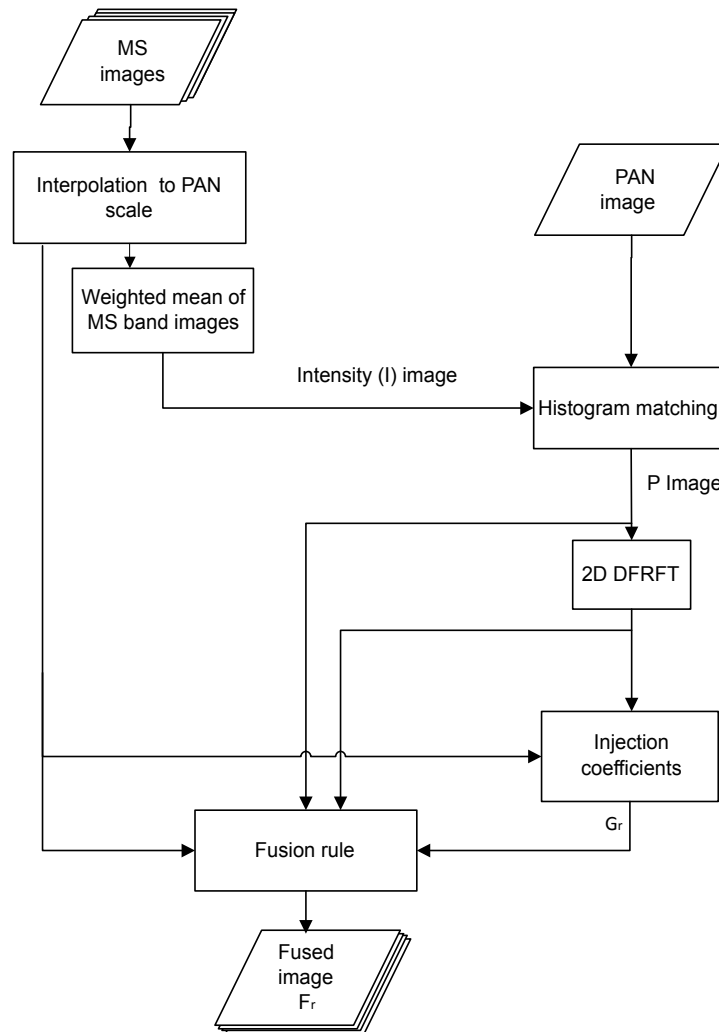 MS
images
Interpolation to PAN
scale
PAN
image
Weighted mean of
MS band images
Intensity (I) image
Histogram matching
P Image
2D DFRFT
Injection
coefficients
Gr
Fusion rule
Fused
image
Fr